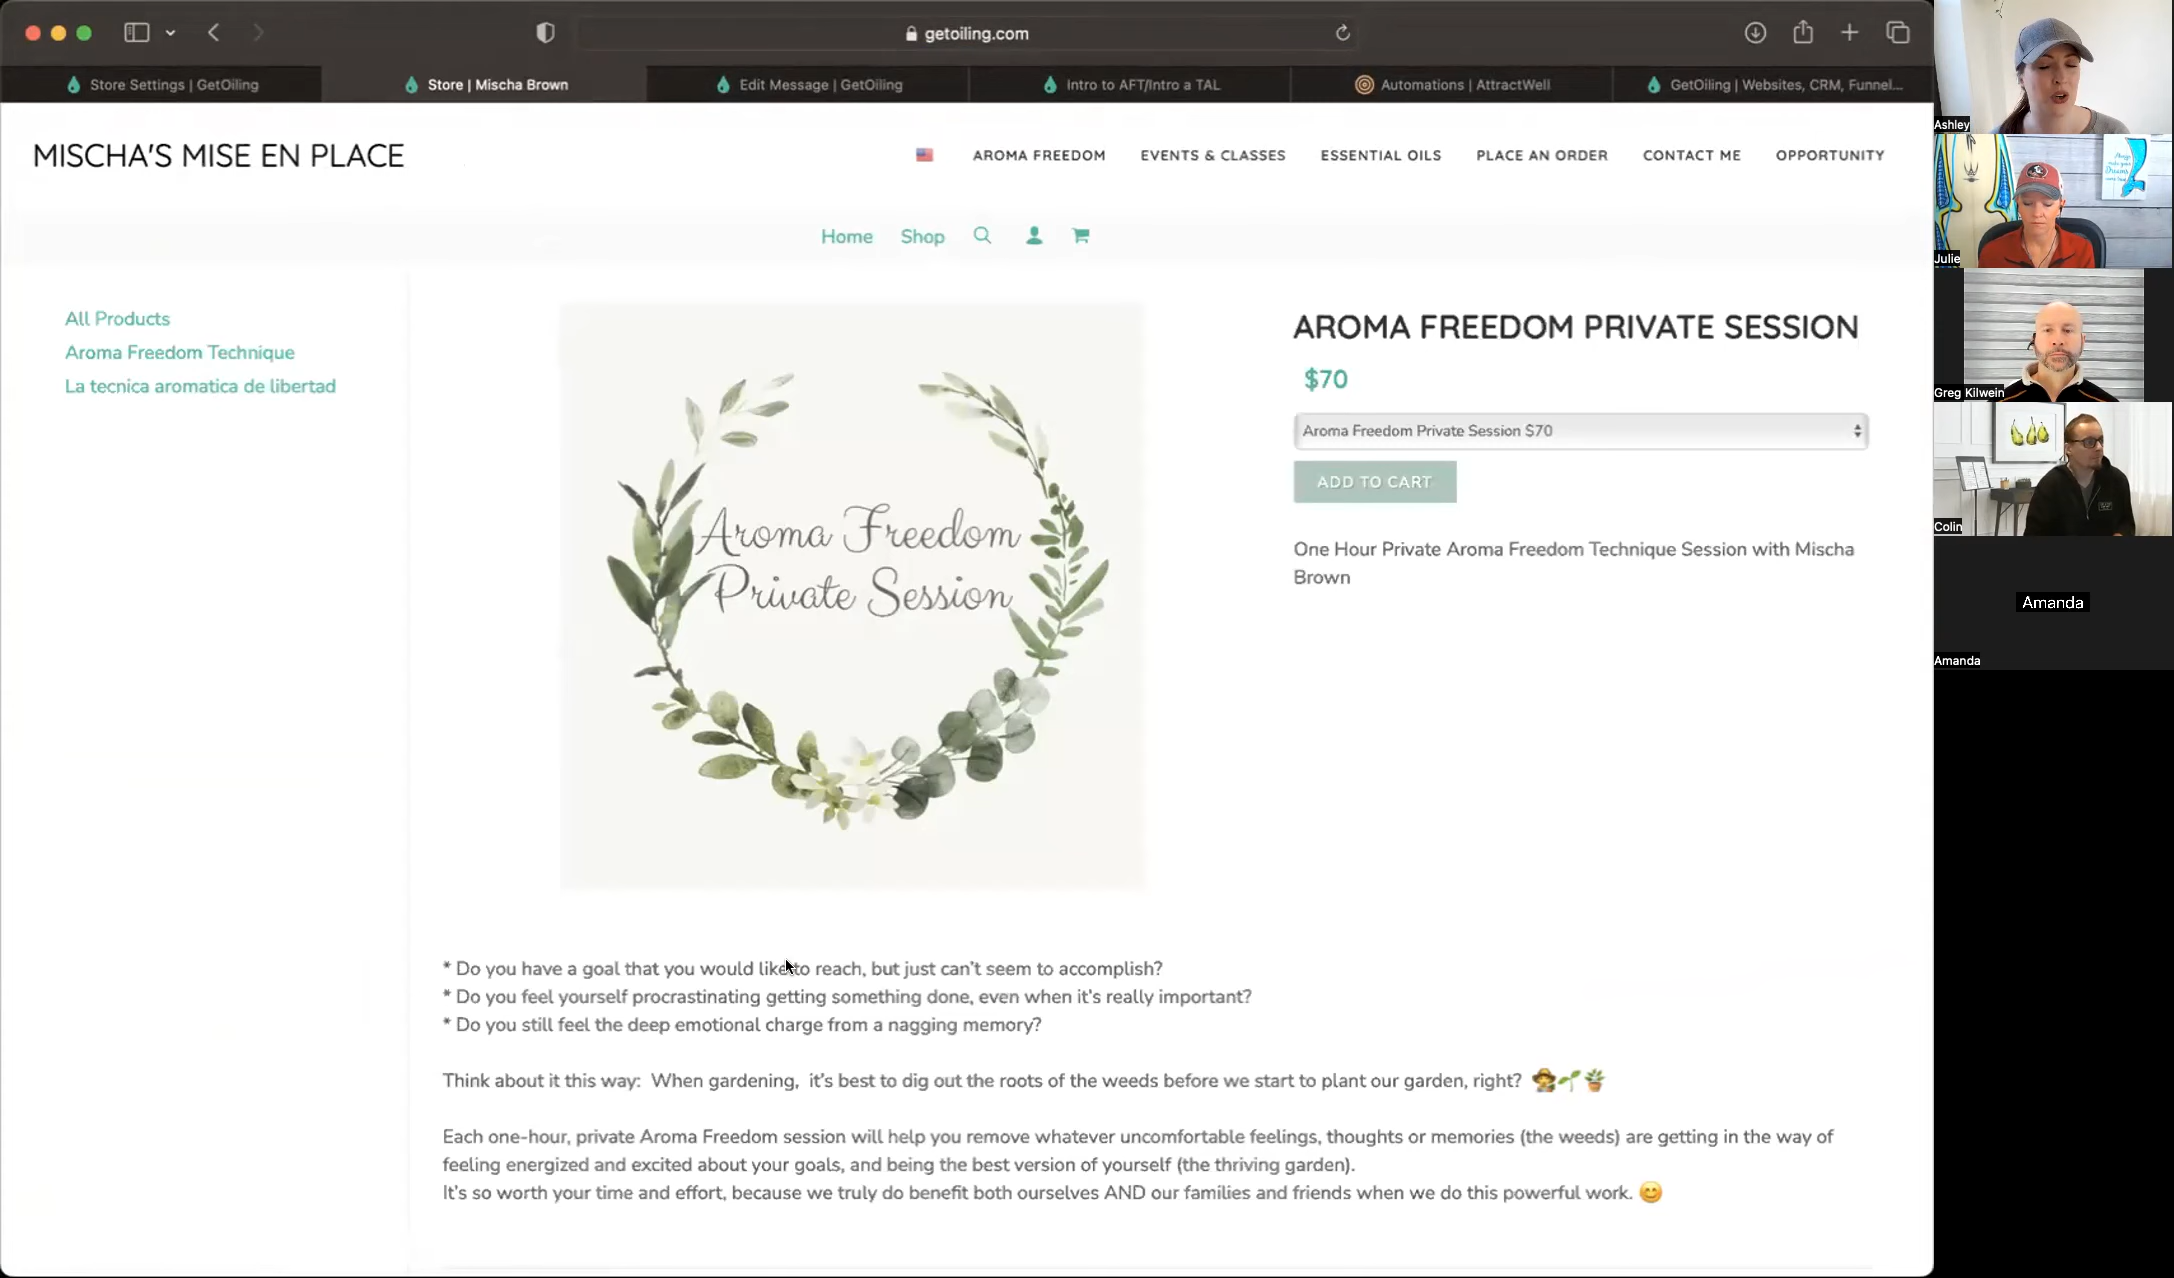 getoiling.com
Store Settings | GetOiling
Store | Mischa Brown
Edit Message | GetOiling
Intro to AFT/Intro a TAL
Automations | AttractWell
GetOiling | Websites, CRM, Funnel...
MISCHA'S MISE EN PLACE
AROMA FREEDOM
EVENTS & CLASSES
ESSENTIAL OILS
PLACE AN ORDER
CONTACT ME
OPPORTUNITY
Home
Shop
All Products
Aroma Freedom Technique
La tecnica aromatica de libertad
Aroma Freedom
Private Session
AROMA FREEDOM PRIVATE SESSION
$70
Aroma Freedom Private Session $70
ADD TO CART
One Hour Private Aroma Freedom Technique Session with Mischa
Brown
* Do you have a goal that you would like to reach, but just can't seem to accomplish?
* Do you feel yourself procrastinating getting something done, even when it's really important?
* Do you still feel the deep emotional charge from a nagging memory?
Think about it this way:  When gardening,  it's best to dig out the roots of the weeds before we start to plant our garden, right?
Each one-hour, private Aroma Freedom session will help you remove whatever uncomfortable feelings, thoughts or memories (the weeds) are getting in the way of
feeling energized and excited about your goals, and being the best version of yourself (the thriving garden).
It's so worth your time and effort, because we truly do benefit both ourselves AND our families and friends when we do this powerful work.
Ashley
Julie
Greg Kilwein
Colin
Amanda
Amanda